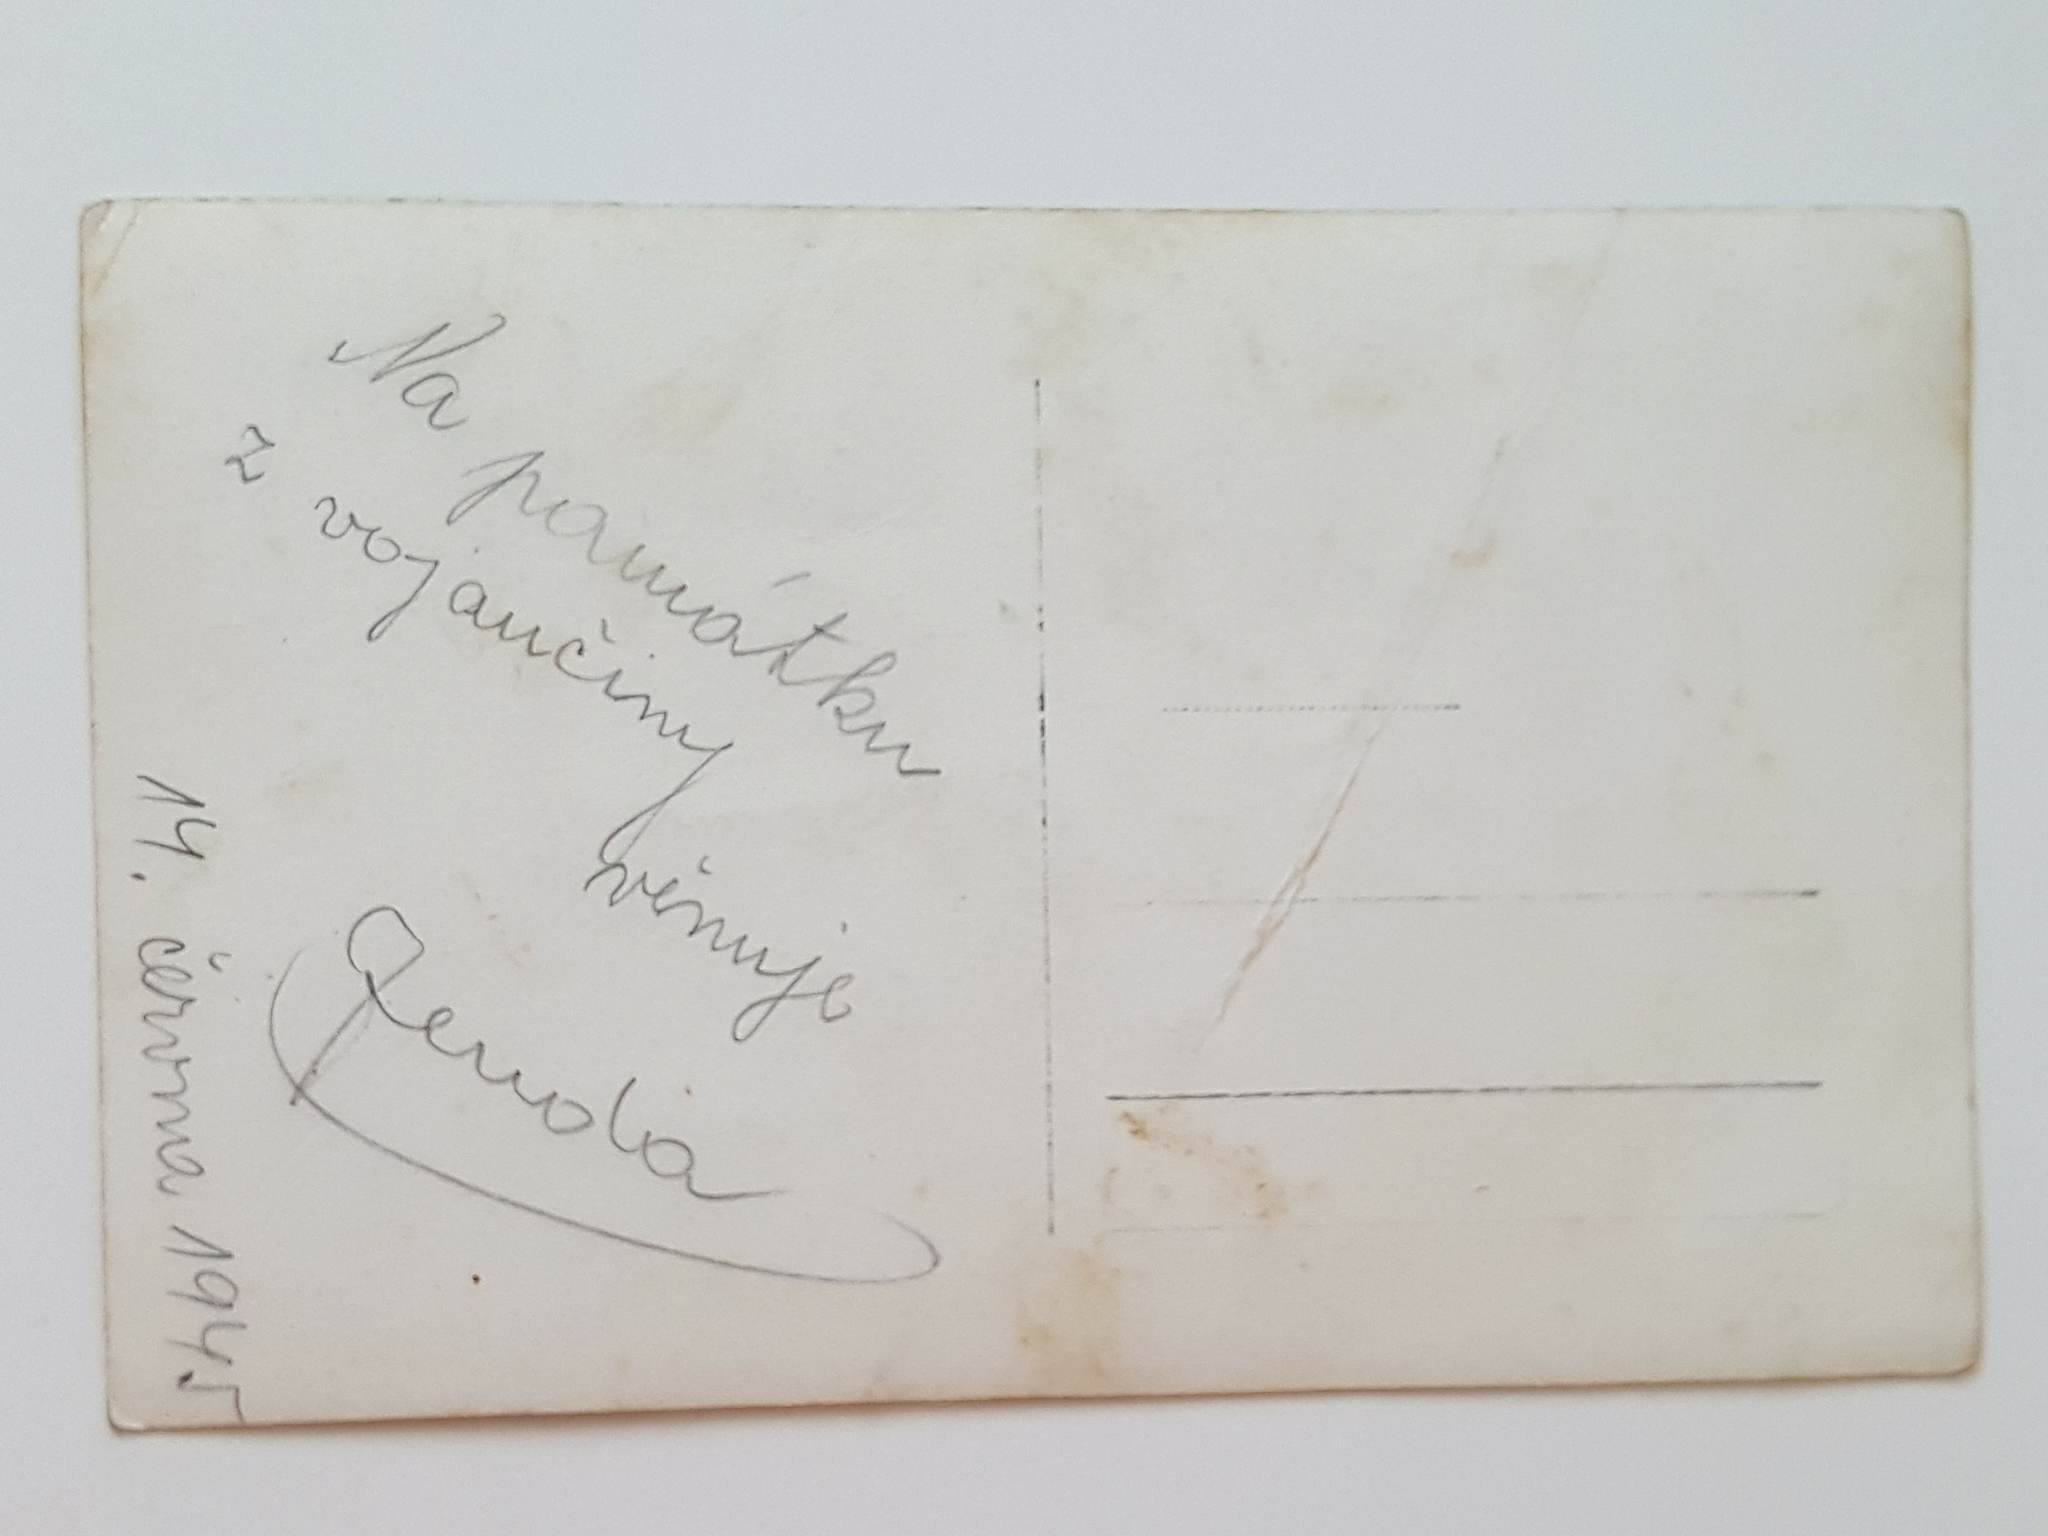 Na památku
z vojančiny
věnuje
Jenda
14. června 1945